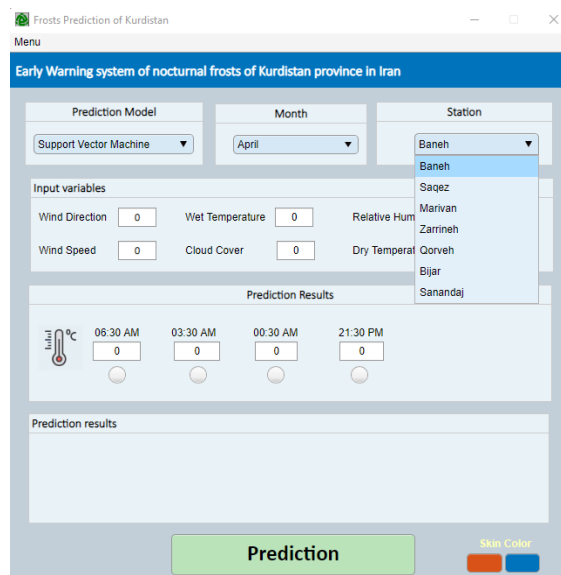 Frosts Prediction of Kurdistan
Menu
Early Warning system of nocturnal frosts of Kurdistan province in Iran
Prediction Model
Month
Station
Support Vector Machine
April
Baneh
Baneh
Saqez
Marivan
Zarrineh
Qorveh
Bijar
Sanandaj
Input variables
Wind Direction 0 Wet Temperature 0 Relative Hum
Wind Speed 0 Cloud Cover 0 Dry Temperat
Prediction Results
°C
06:30 AM 03:30 AM 00:30 AM 21:30 PM
0 0 0 0
Prediction results
Prediction
Skin Color